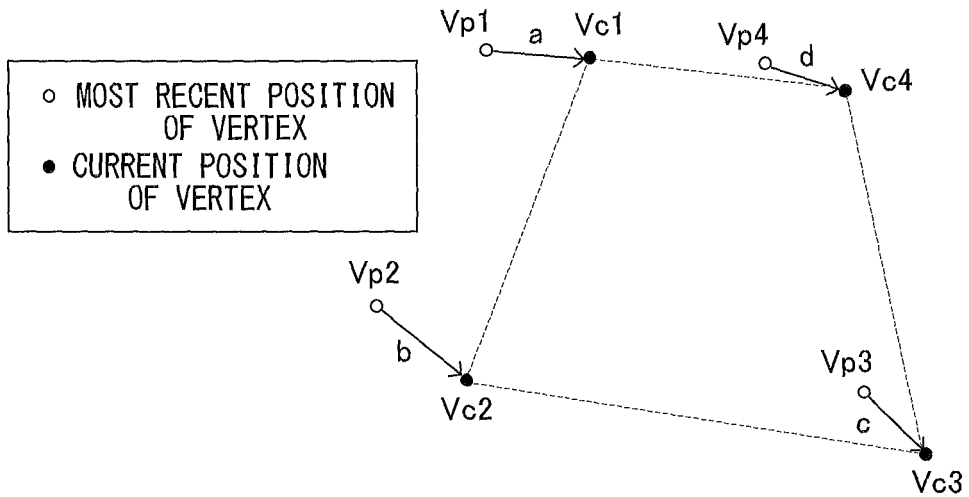 Vp1
a
Vc1
Vp4
d
Vc4
○ MOST RECENT POSITION
OF VERTEX
● CURRENT POSITION
OF VERTEX
Vp2
b
Vc2
Vp3
c
Vc3